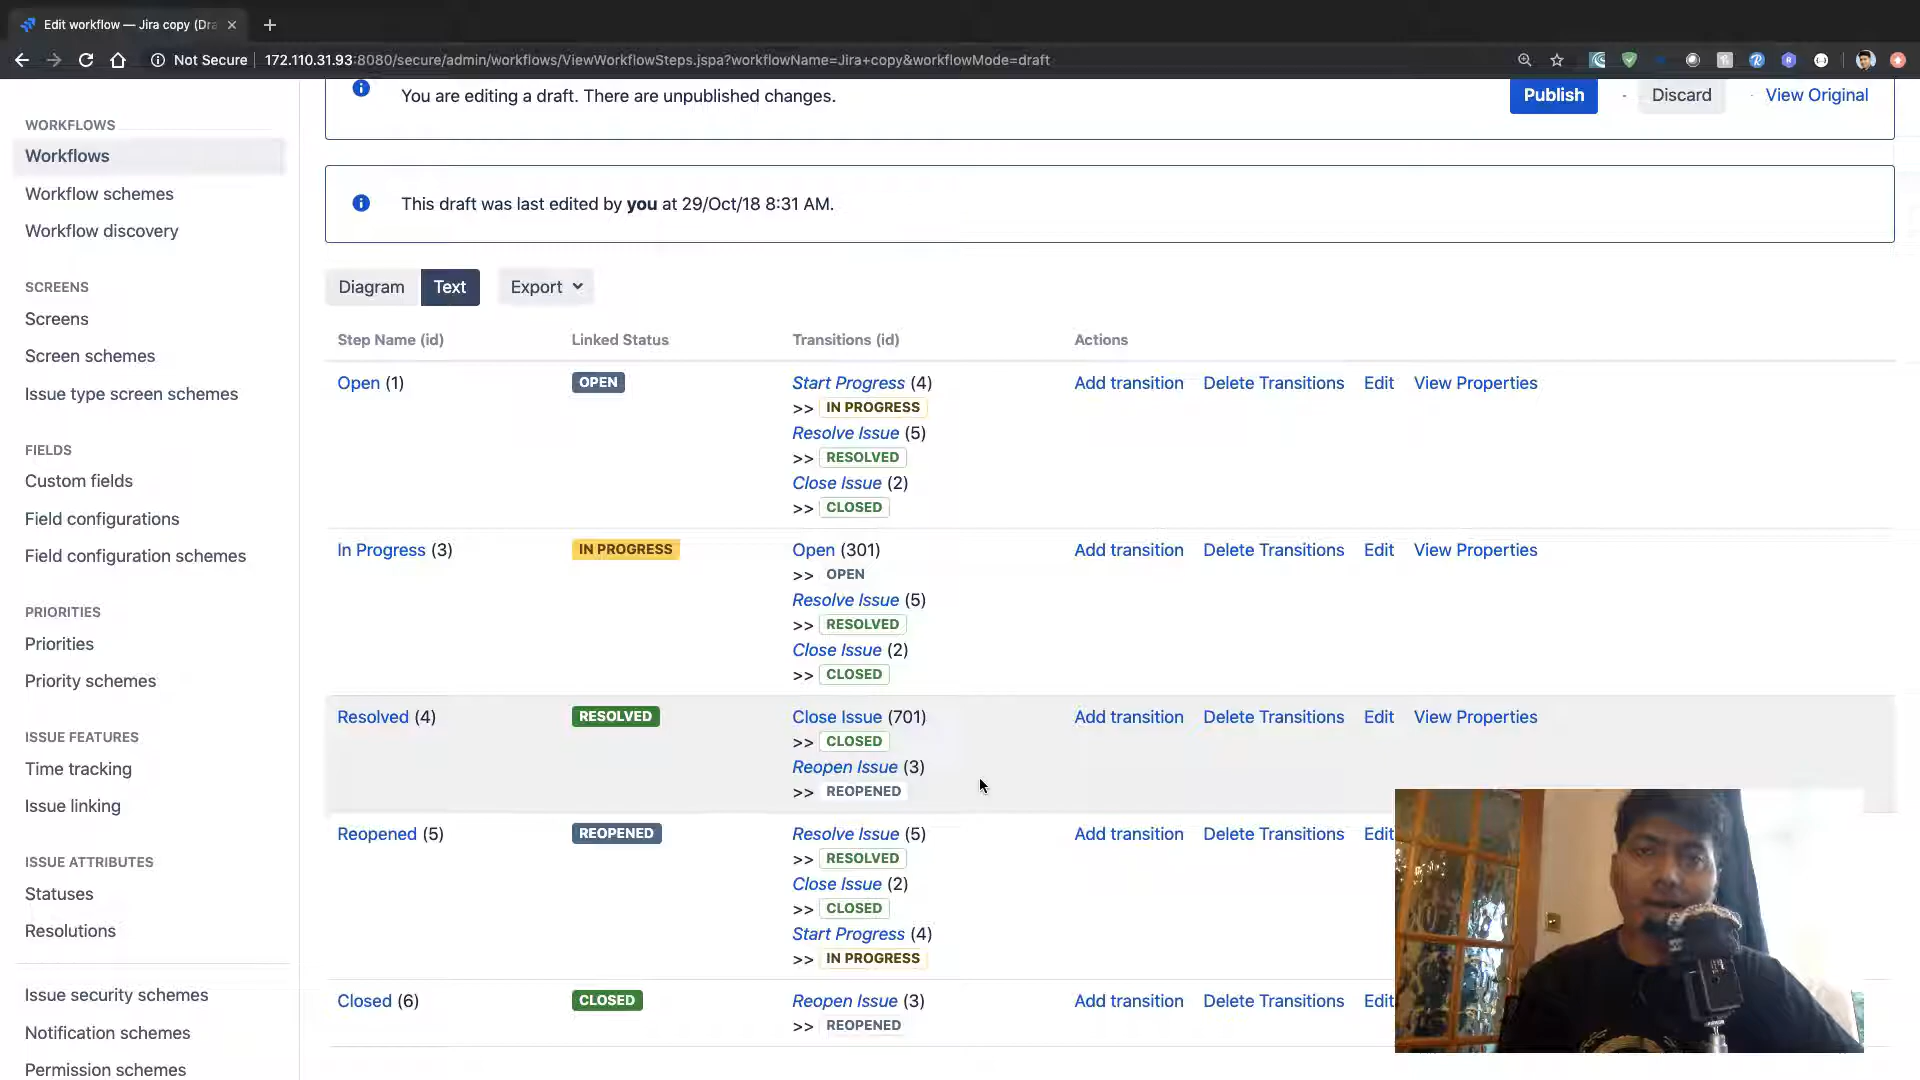 Edit workflow — Jira copy (Dra
Not Secure 172.110.31.93:8080/secure/admin/workflows/ViewWorkflowSteps.jspa?workflowName=Jira+copy&workflowMode=draft
You are editing a draft. There are unpublished changes.
Publish - Discard · View Original
WORKFLOWS
Workflows
Workflow schemes
Workflow discovery
SCREENS
Screens
Screen schemes
Issue type screen schemes
FIELDS
Custom fields
Field configurations
Field configuration schemes
PRIORITIES
Priorities
Priority schemes
ISSUE FEATURES
Time tracking
Issue linking
ISSUE ATTRIBUTES
Statuses
Resolutions
Issue security schemes
Notification schemes
Permission schemes
This draft was last edited by you at 29/Oct/18 8:31 AM.
Diagram Text Export
Step Name (id) Linked Status Transitions (id) Actions
Open (1) OPEN Start Progress (4) Add transition Delete Transitions Edit View Properties
>> IN PROGRESS
Resolve Issue (5)
>> RESOLVED
Close Issue (2)
>> CLOSED
In Progress (3) IN PROGRESS Open (301) Add transition Delete Transitions Edit View Properties
>> OPEN
Resolve Issue (5)
>> RESOLVED
Close Issue (2)
>> CLOSED
Resolved (4) RESOLVED Close Issue (701) Add transition Delete Transitions Edit View Properties
>> CLOSED
Reopen Issue (3)
>> REOPENED
Reopened (5) REOPENED Resolve Issue (5) Add transition Delete Transitions Edit
>> RESOLVED
Close Issue (2)
>> CLOSED
Start Progress (4)
>> IN PROGRESS
Closed (6) CLOSED Reopen Issue (3) Add transition Delete Transitions Edit
>> REOPENED